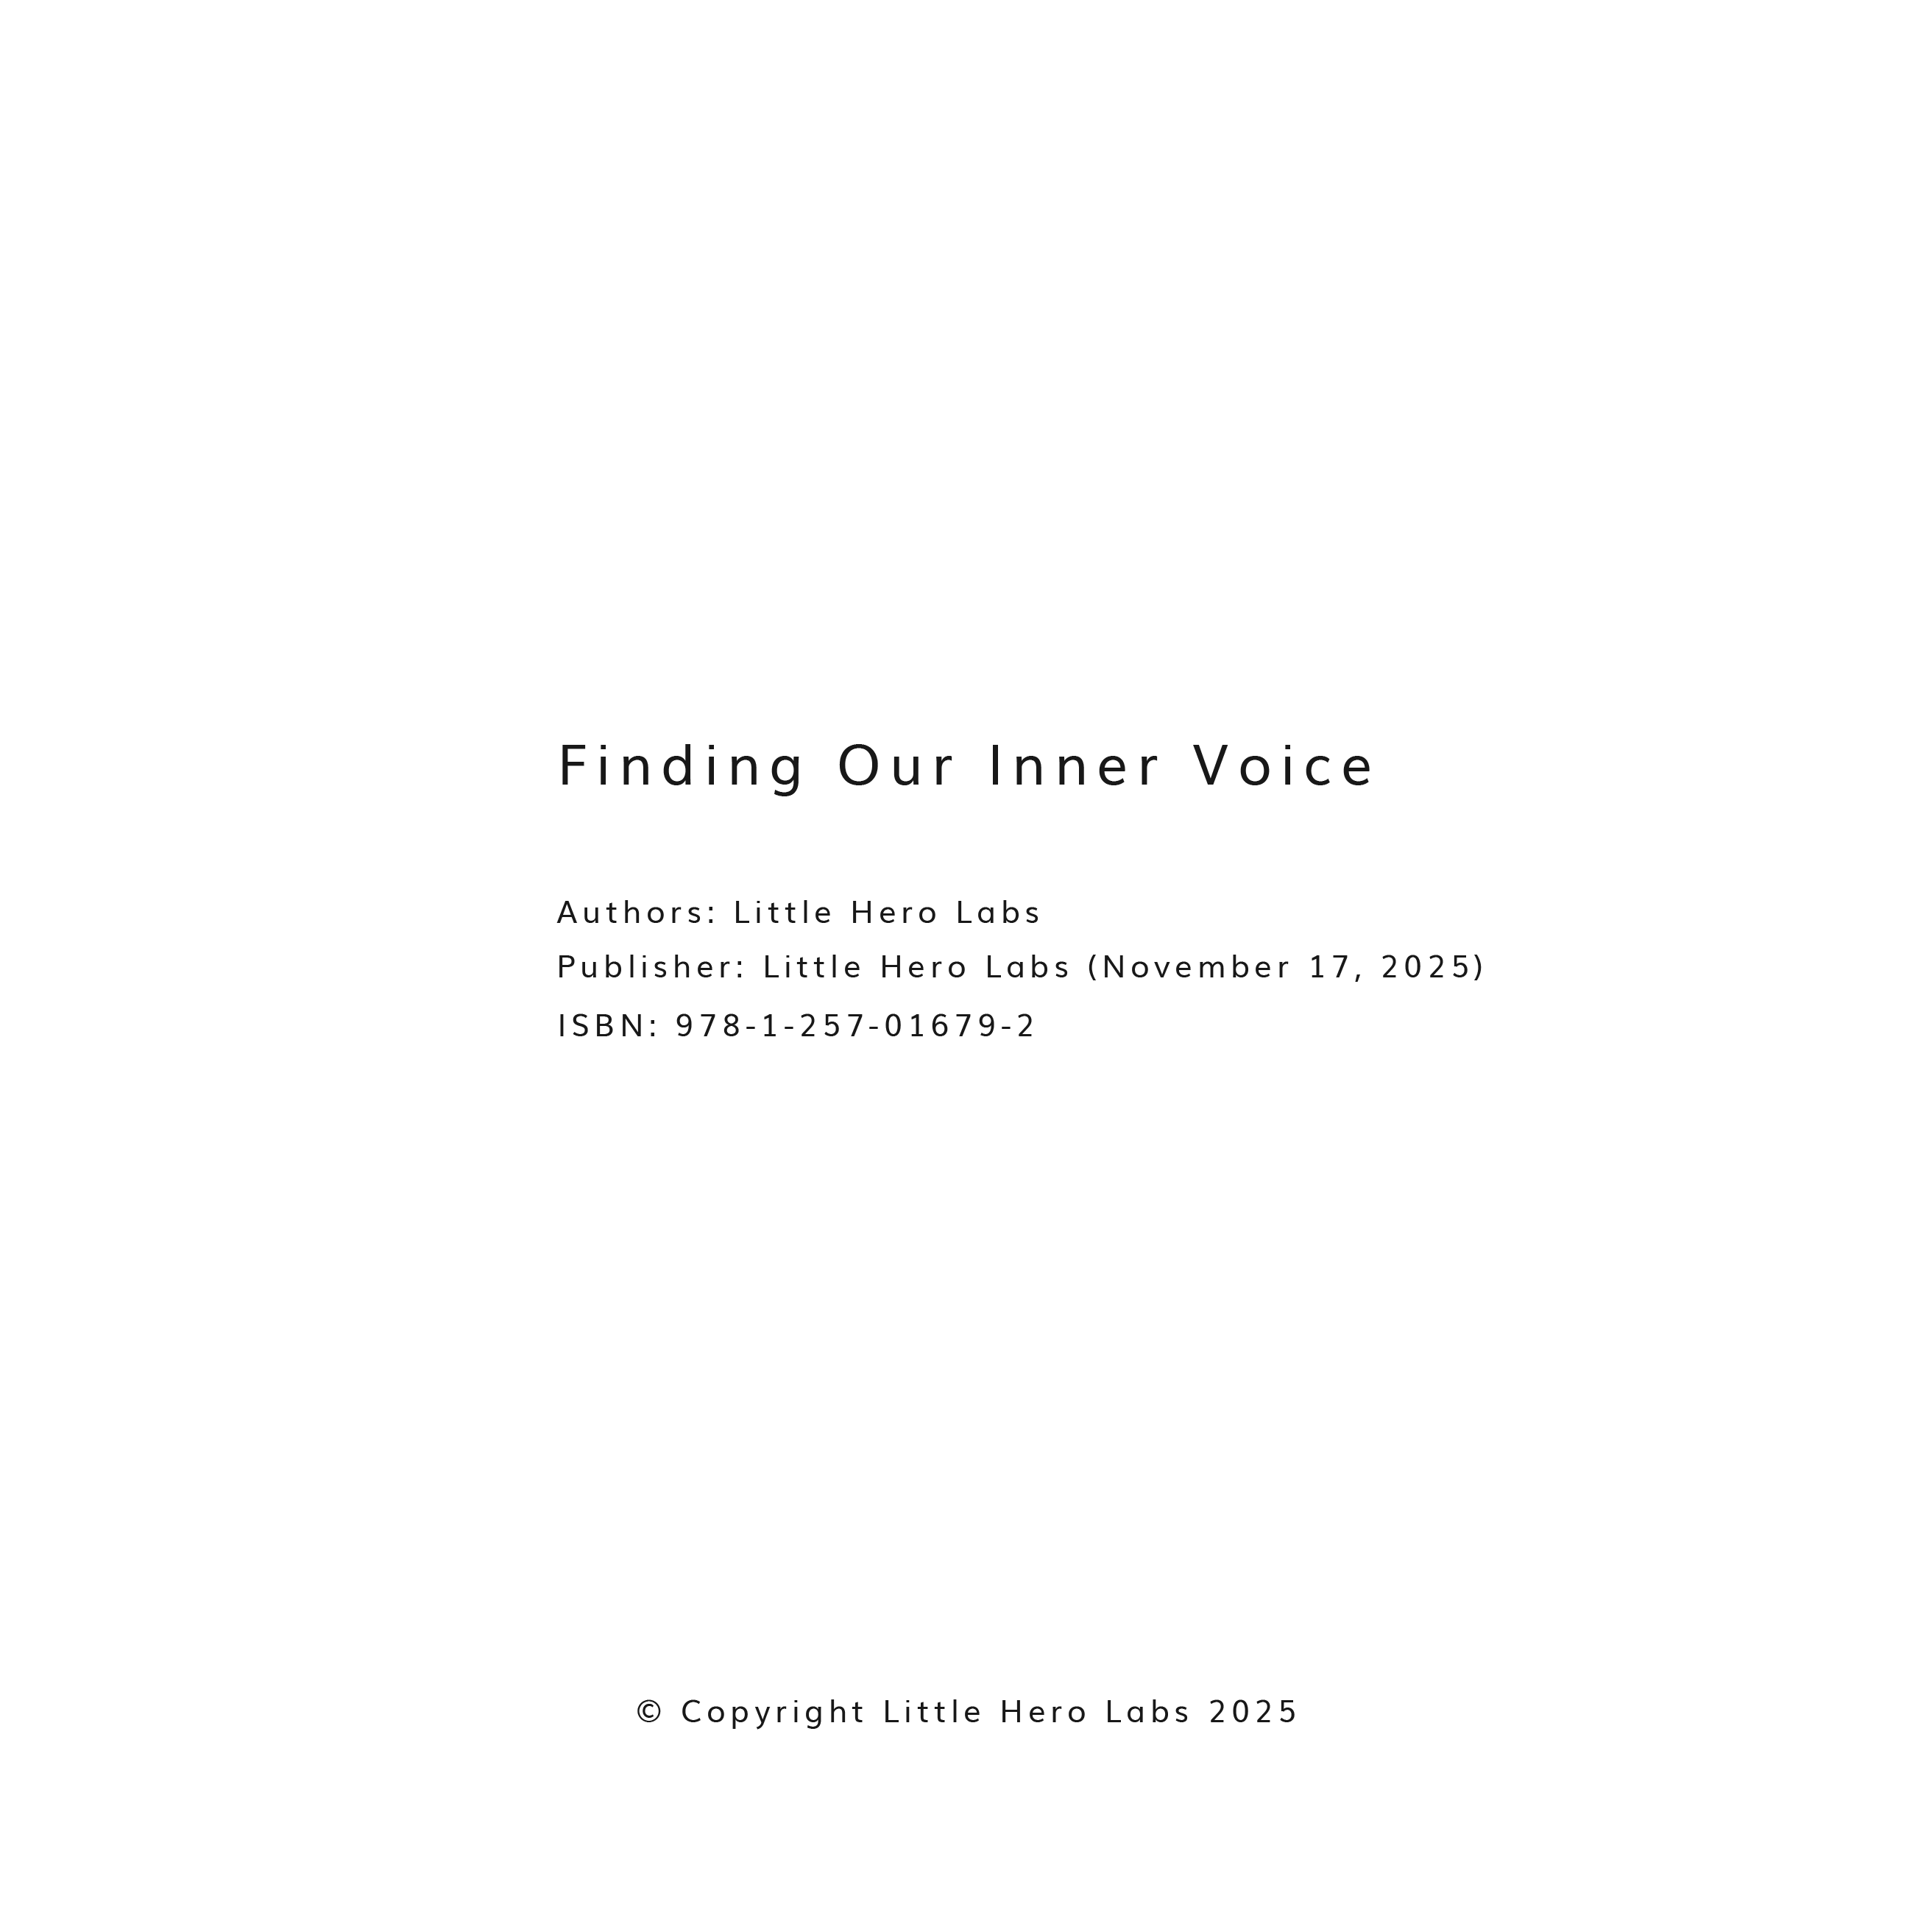 Finding Our Inner Voice
Authors: Little Hero Labs
Publisher: Little Hero Labs (November 17, 2025)
ISBN: 978-1-257-01679-2
© Copyright Little Hero Labs 2025